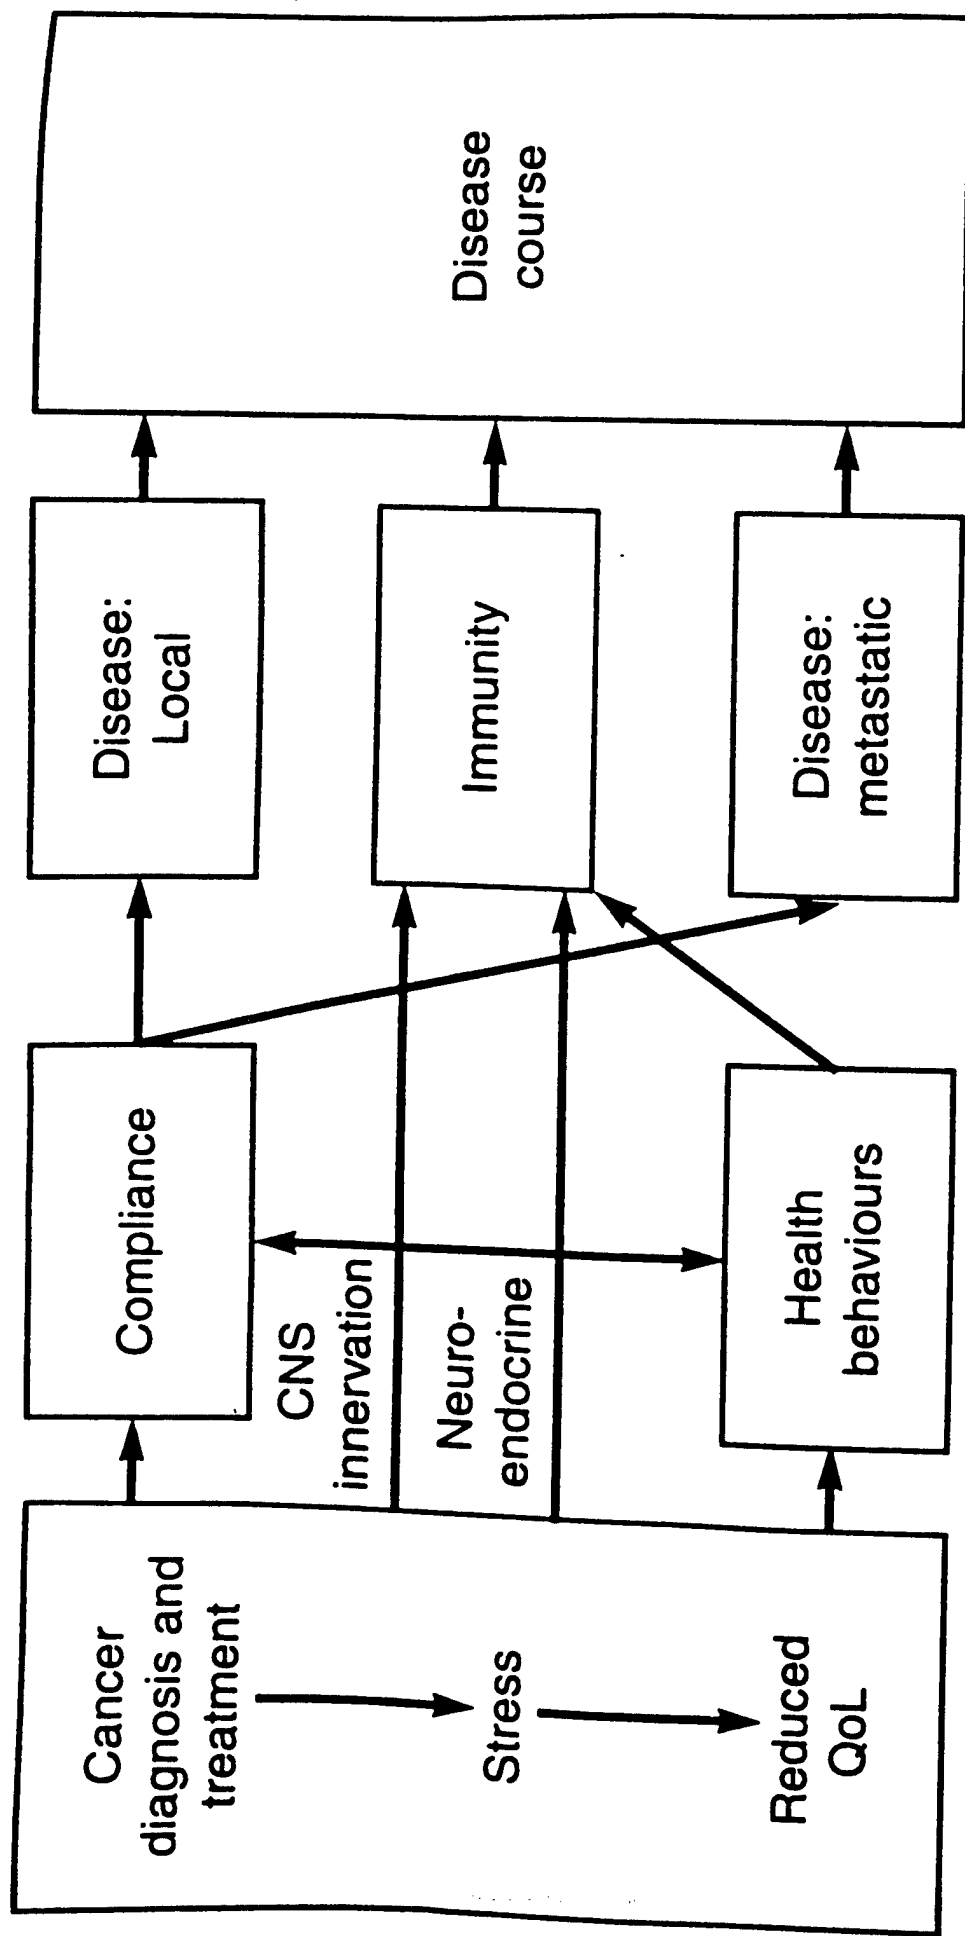 Cancer
diagnosis and
treatment
Stress
Reduced
QoL
Compliance
CNS
innervation
Neuro-
endocrine
Health
behaviours
Disease:
Local
Immunity
Disease:
metastatic
Disease
course